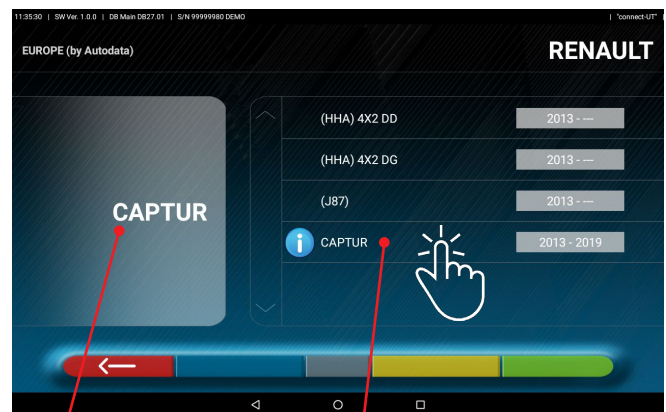 11:35:30 | SW Ver. 1.0.0 | DB Main DB27.01 | S/N 99999980 DEMO | "connect-UT"
EUROPE (by Autodata) RENAULT
(HHA) 4X2 DD 2013 - ---
(HHA) 4X2 DG 2013 - ---
CAPTUR
(J87) 2013 - ---
i CAPTUR 2013 - 2019